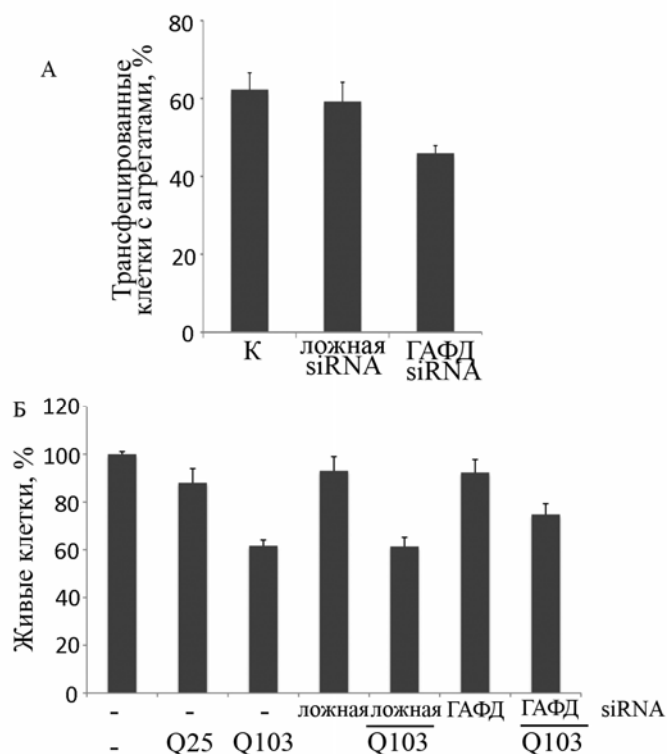 А
Трансфецированные
клетки с агрегатами, %
80
60
40
20
0
К
ложная
siRNA
ГАФД
siRNA
Б
Живые клетки, %
120
100
80
60
40
20
0
- - - ложная ложная ГАФД ГАФД siRNA
- Q25 Q103 Q103 Q103